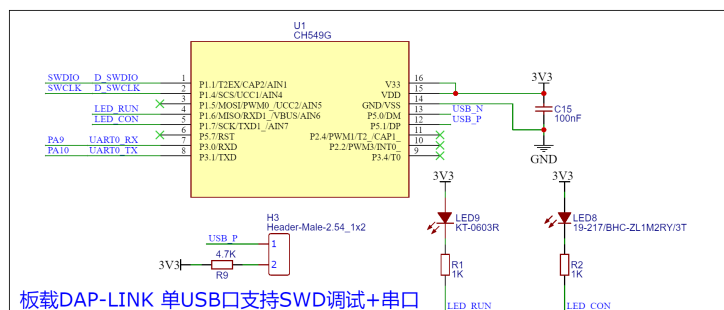 U1
CH549G
SWDIO D_SWDIO 1 P1.1/T2EX/CAP2/AIN1 V33 16
SWCLK D_SWCLK 2 P1.4/SCS/UCC1/AIN4 VDD 15 3V3
3 P1.5/MOSI/PWM0_/UCC2/AIN5 GND/VSS 14
LED_RUN 4 P1.6/MISO/RXD1_/VBUS/AIN6 P5.0/DM 13 USB_N
LED_CON 5 P1.7/SCK/TXD1_/AIN7 P5.1/DP 12 USB_P
6 P5.7/RST P2.4/PWM1/T2_/CAP1_ 11
PA9 UART0_RX 7 P3.0/RXD P2.2/PWM3/INT0_ 10
PA10 UART0_TX 8 P3.1/TXD P3.4/T0 9
C15
100nF
GND
3V3 3V3
H3
Header-Male-2.54_1x2
USB_P 1
3V3 4.7K 2
R9
LED9
KT-0603R
LED8
19-217/BHC-ZL1M2RY/3T
R1
1K
R2
1K
LED_RUN LED_CON
板载DAP-LINK 单USB口支持SWD调试+串口